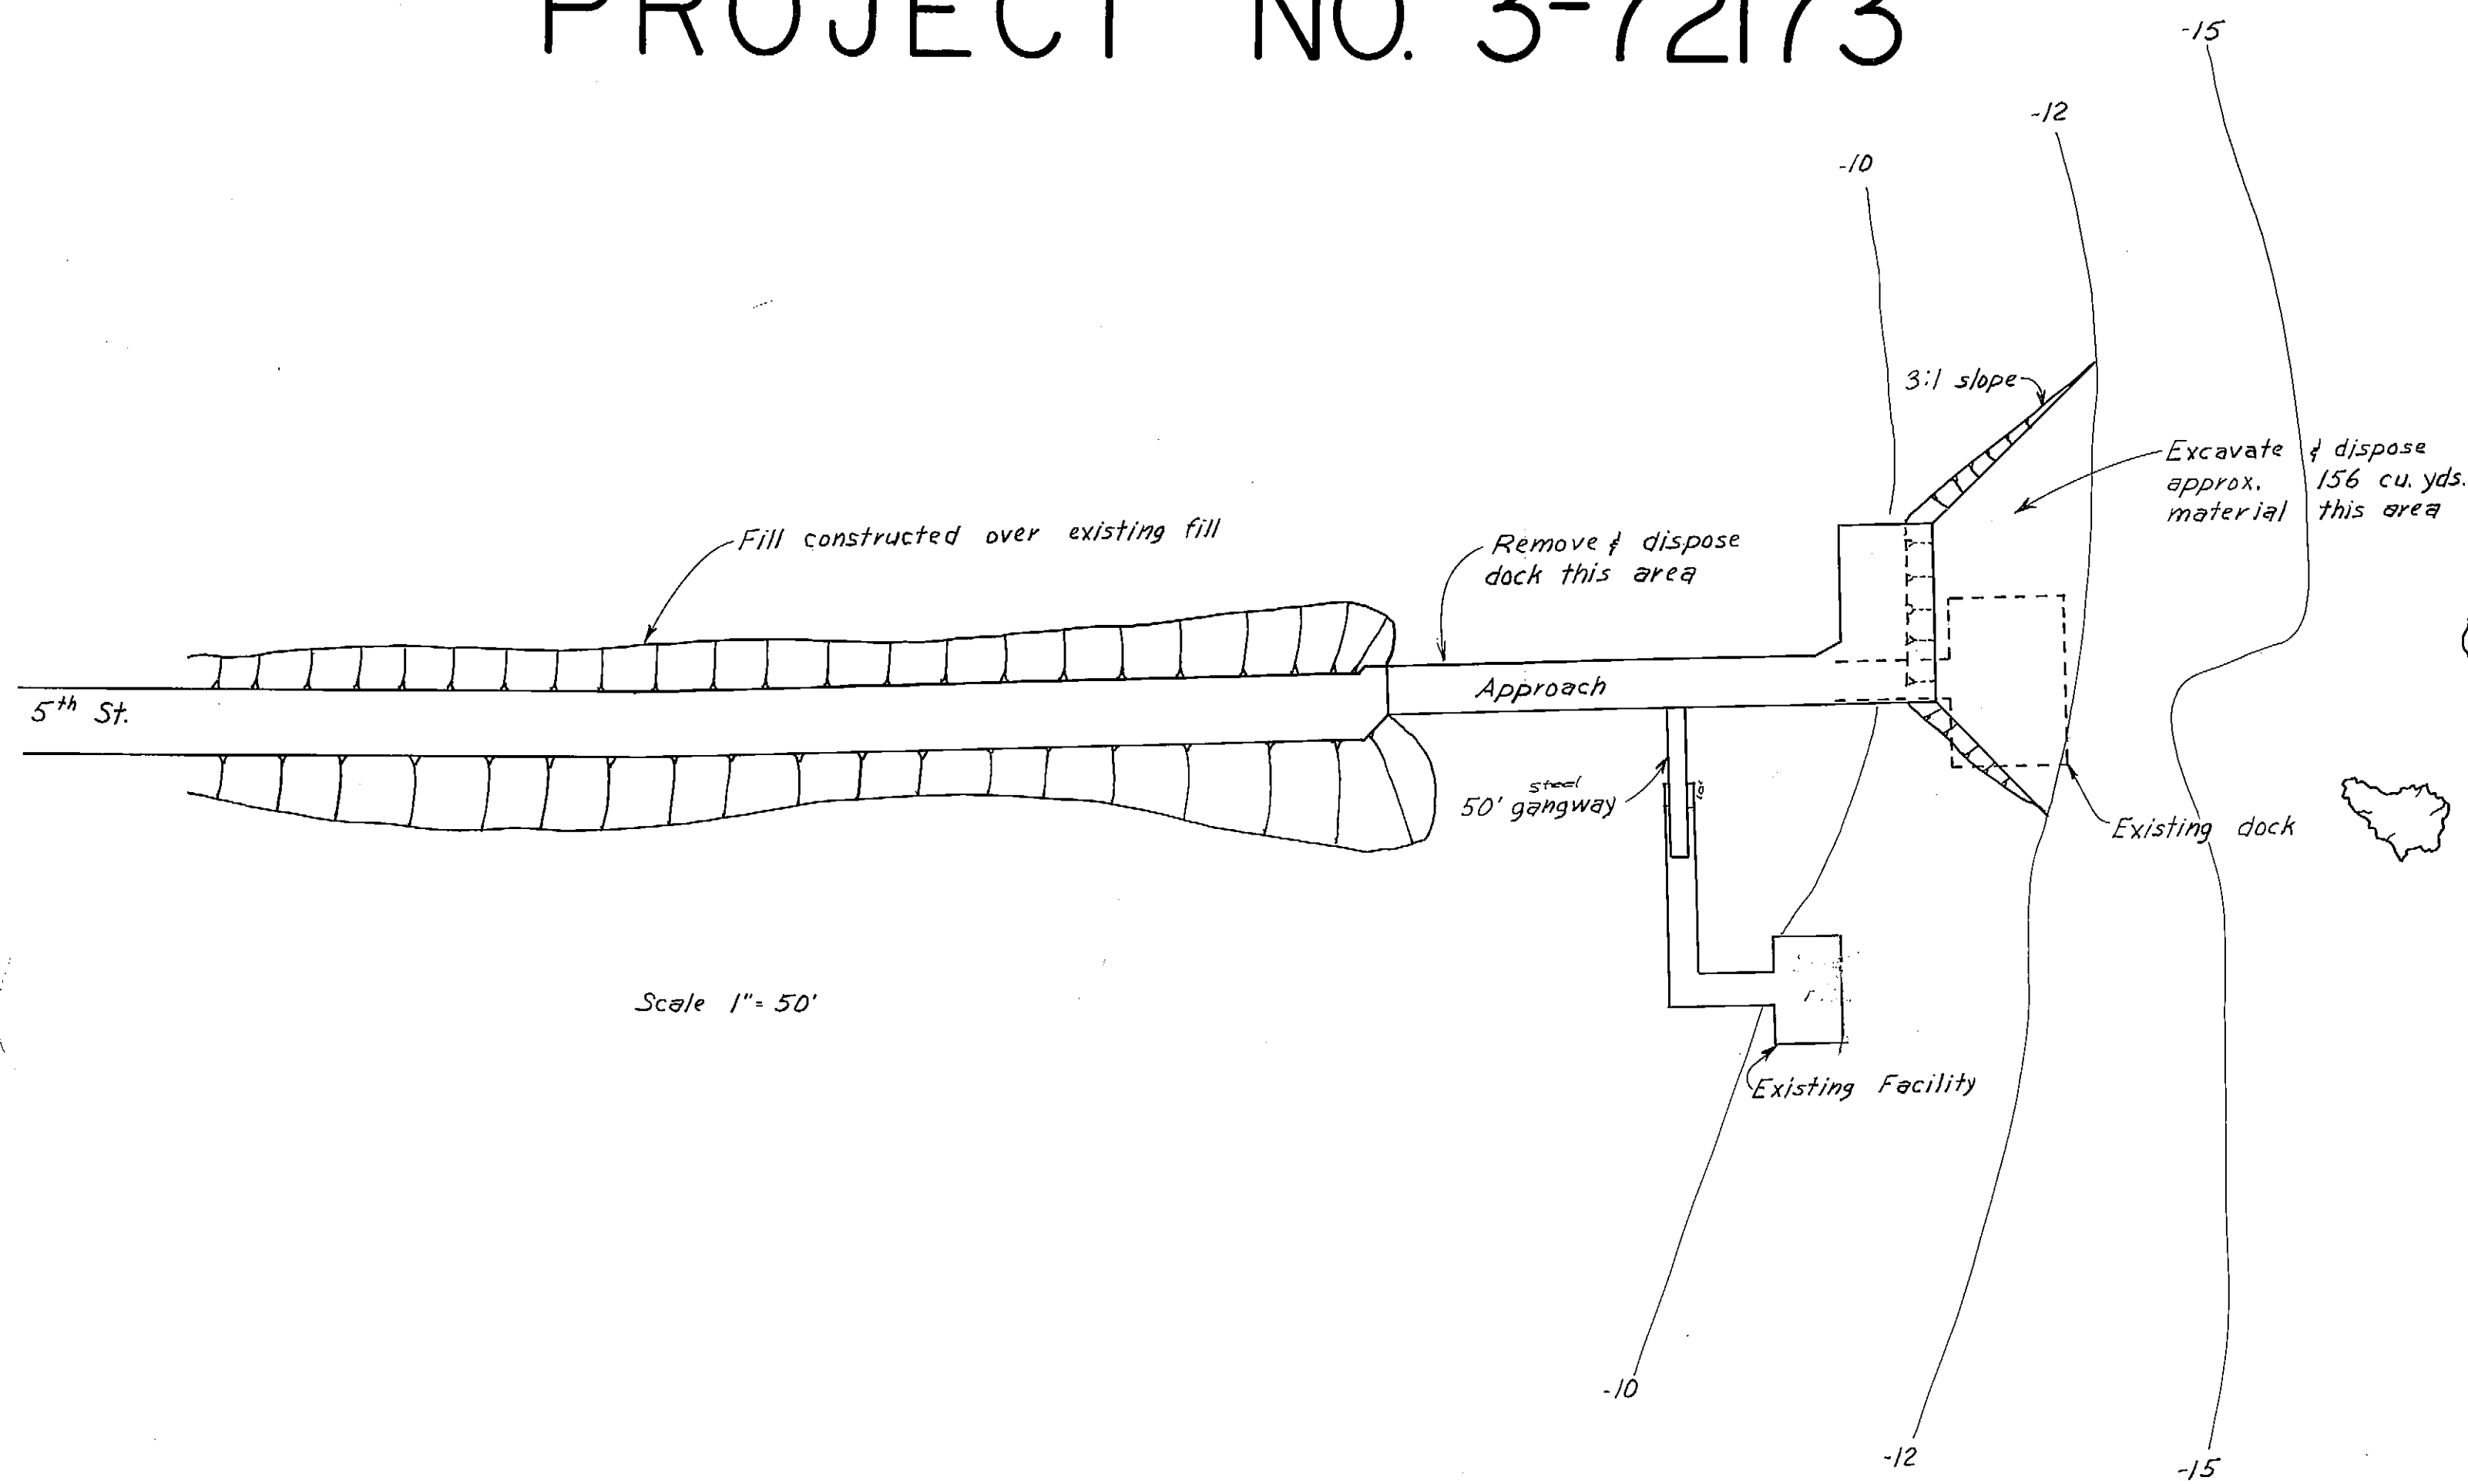 PROJECT NO. 3-72173
-15
-12
-10
3:1 slope
Excavate & dispose
approx. 156 cu. yds.
material this area
Fill constructed over existing fill
Remove & dispose
dock this area
Approach
5th St.
steel
50' gangway
Existing dock
Scale 1"= 50'
Existing Facility
-10
-12
-15